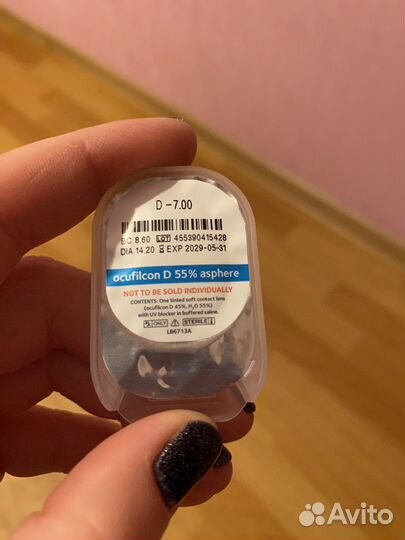 D -7.00
BC 8.60 LOT 455390415428
DIA 14.20 EXP 2029-05-31
ocufilcon D 55% asphere
NOT TO BE SOLD INDIVIDUALLY
CONTENTS: One tinted soft contact lens
(ocufilcon D 45%, H₂O 55%)
with UV blocker in buffered saline.
℞ ONLY STERILE
LB6713A
Avito